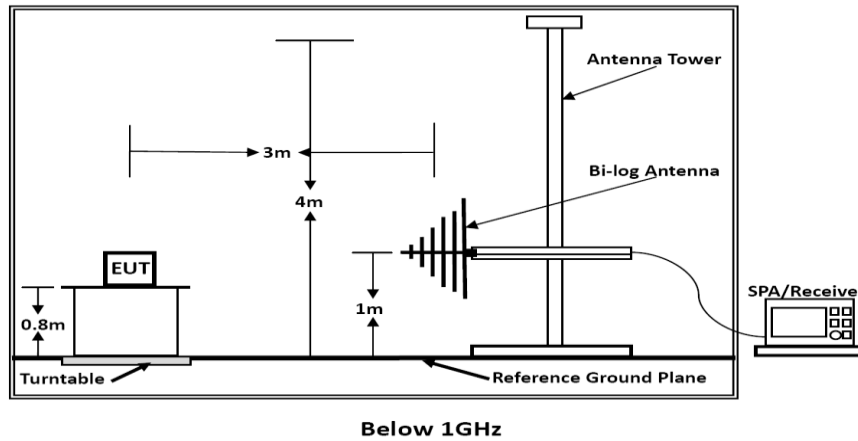 Antenna Tower
3m
Bi-log Antenna
4m
EUT
1m
0.8m
SPA/Receive
Turntable
Reference Ground Plane
Below 1GHz